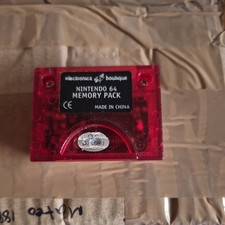 electronics boutique
NINTENDO 64
MEMORY PACK
CE
MADE IN CHINA